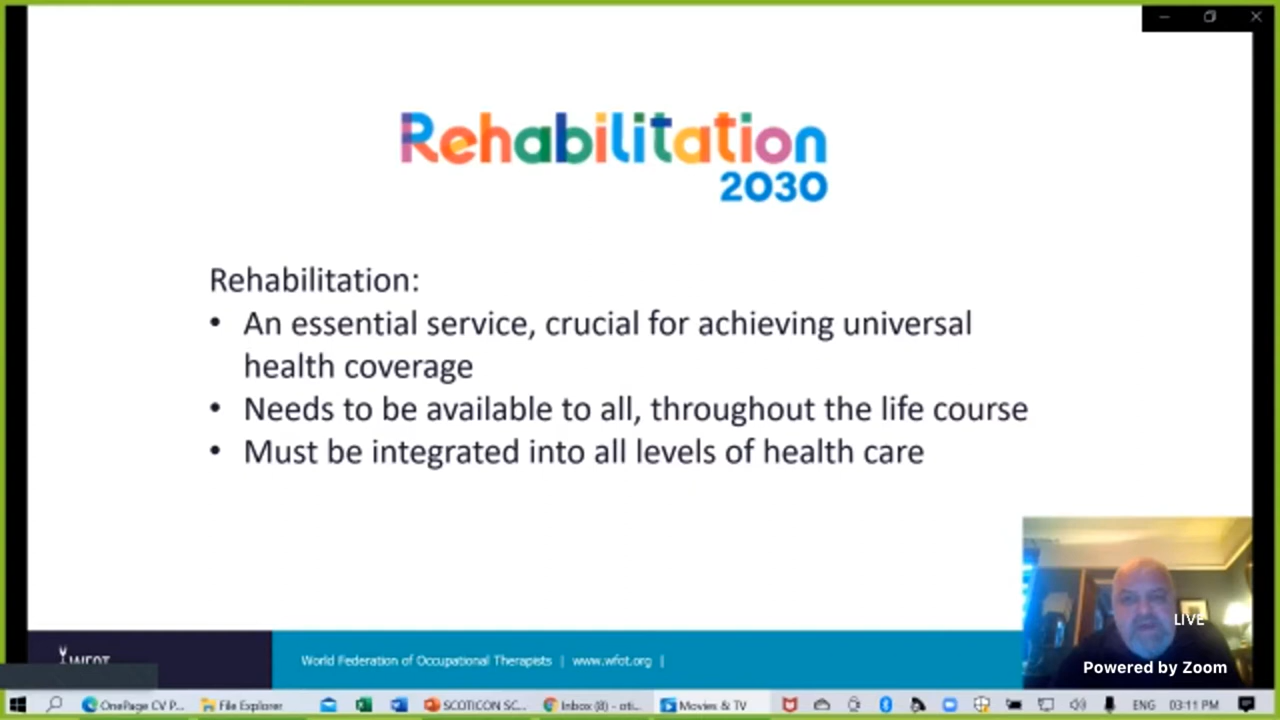 Rehabilitation
2030
Rehabilitation:
• An essential service, crucial for achieving universal
health coverage
• Needs to be available to all, throughout the life course
• Must be integrated into all levels of health care
LIVE
Powered by Zoom
WFOT
World Federation of Occupational Therapists | www.wfot.org |
OnePage CV P...
File Explorer
SCOTICON SC...
Inbox (8) - oti...
Movies & TV
ENG
03:11 PM